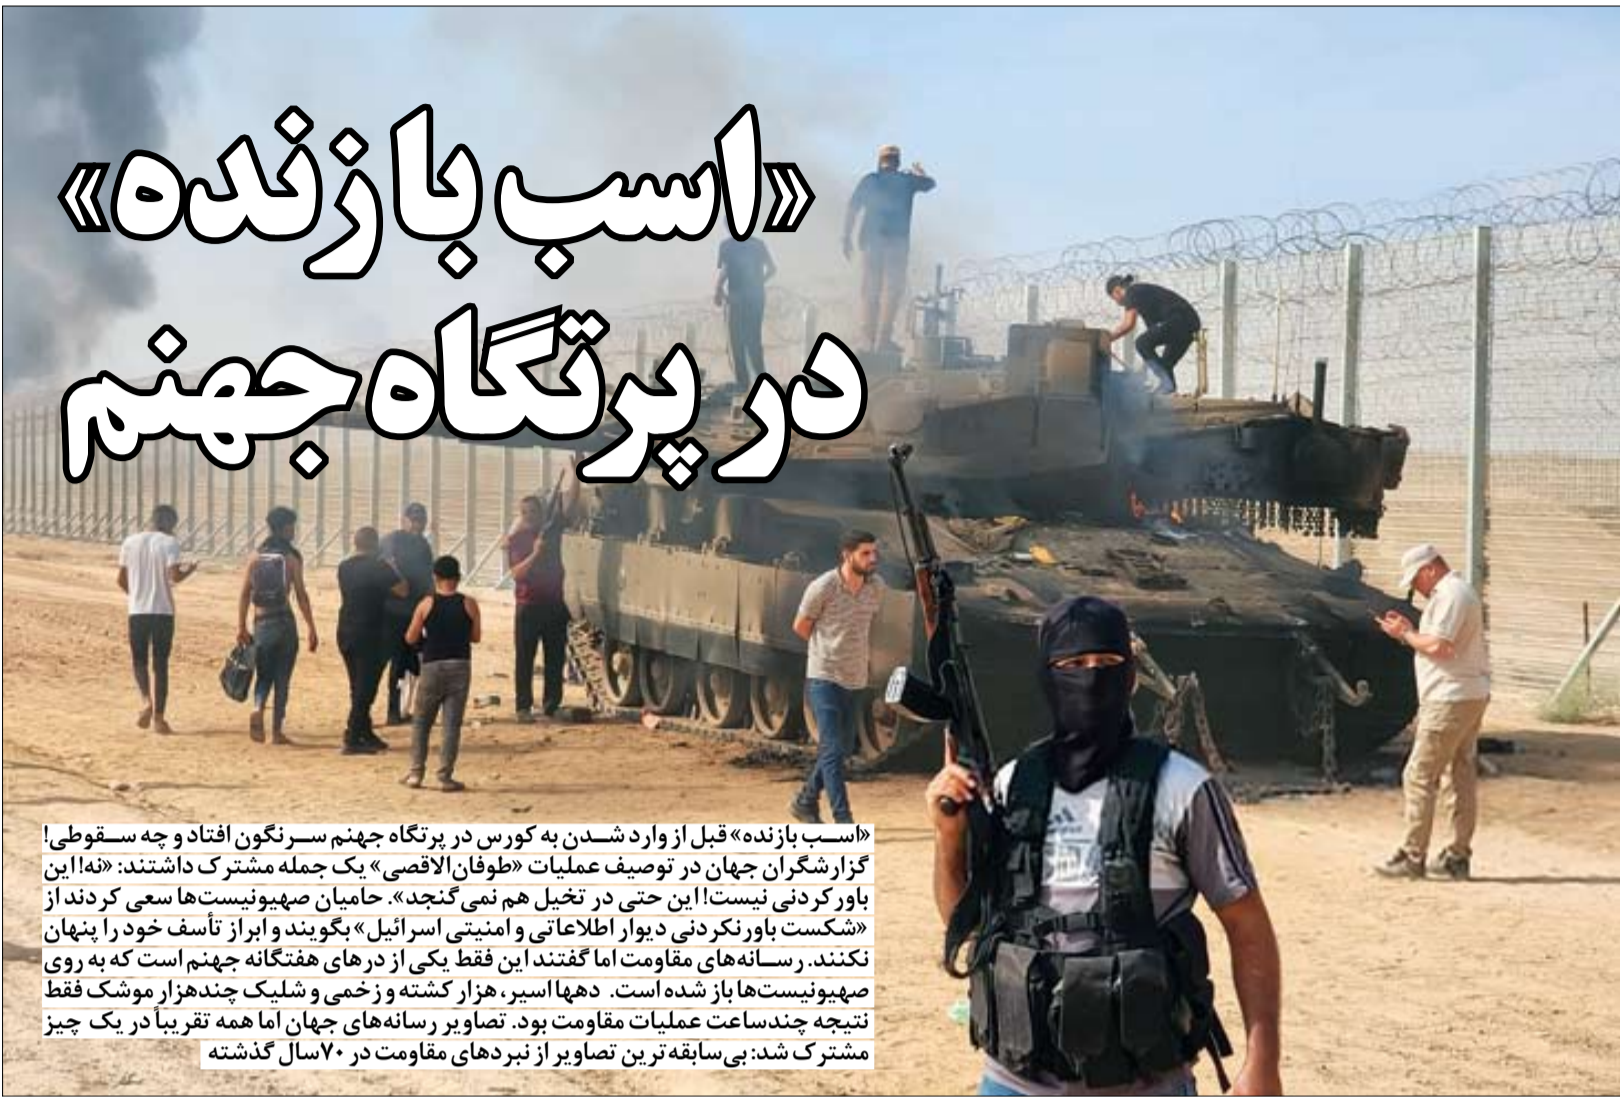 «اسب بازنده»
در پرتگاه جهنم
«اسب بازنده» قبل از وارد شدن به کورس در پرتگاه جهنم سرنگون افتاد و چه سقوطی!
گزارشگران جهان در توصیف عملیات «طوفان‌الاقصی» یک جمله مشترک داشتند: «نه! این
باور کردنی نیست! این حتی در تخیل هم نمی‌گنجد». حامیان صهیونیست‌ها سعی کردند از
«شکست باورنکردنی دیوار اطلاعاتی و امنیتی اسرائیل» بگویند و ابراز تأسف خود را پنهان
نکنند. رسانه‌های مقاومت اما گفتند این فقط یکی از درهای هفتگانه جهنم است که به روی
صهیونیست‌ها باز شده است. دهها اسیر، هزار کشته و زخمی و شلیک چندهزار موشک فقط
نتیجه چندساعت عملیات مقاومت بود. تصاویر رسانه‌های جهان اما همه تقریباً در یک چیز
مشترک شد: بی‌سابقه‌ترین تصاویر از نبردهای مقاومت در ۷۰سال گذشته